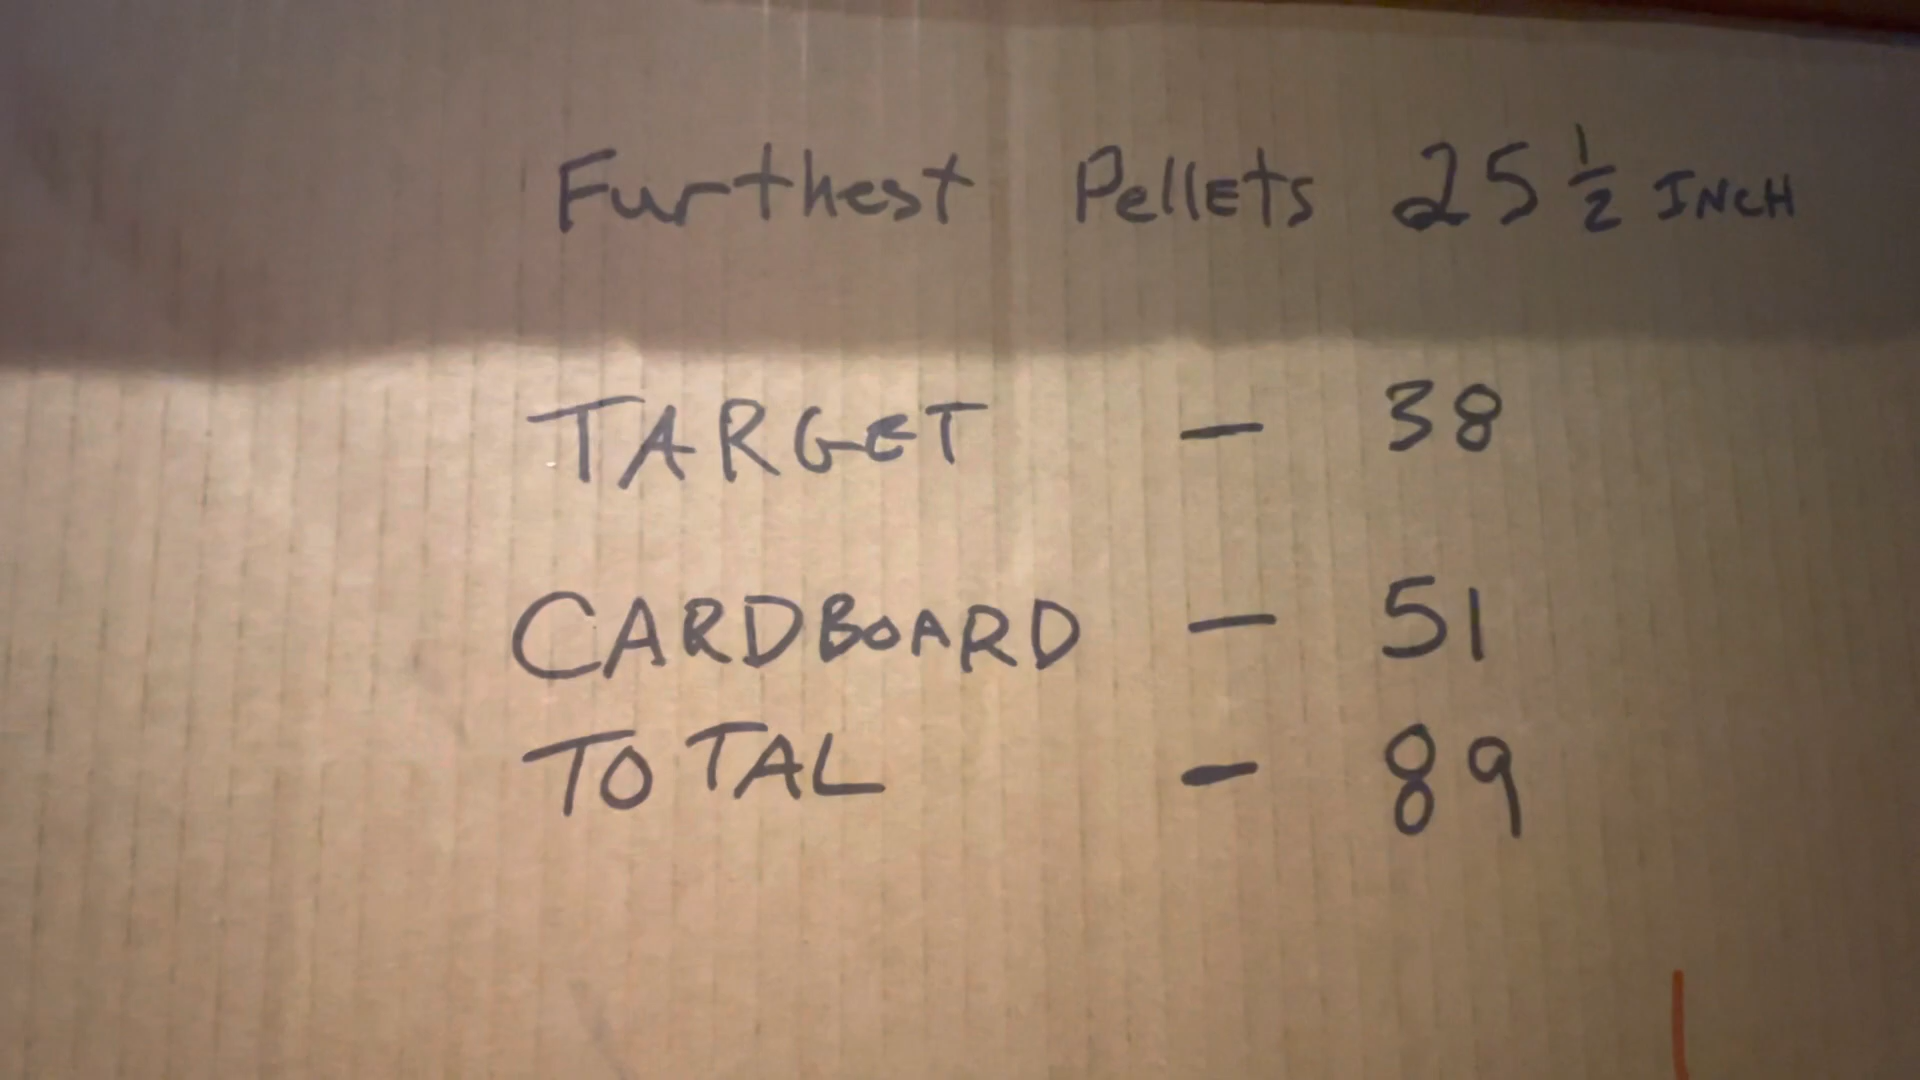 Furthest Pellets 25 1/2 INCH
TARGET - 38
CARDBOARD - 51
TOTAL - 89